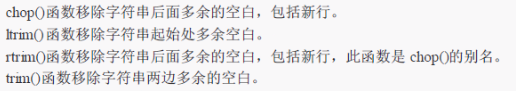 chop()函数移除字符串后面多余的空白，包括新行。
ltrim()函数移除字符串起始处多余空白。
rtrim()函数移除字符串后面多余的空白，包括新行，此函数是 chop()的别名。
trim()函数移除字符串两边多余的空白。